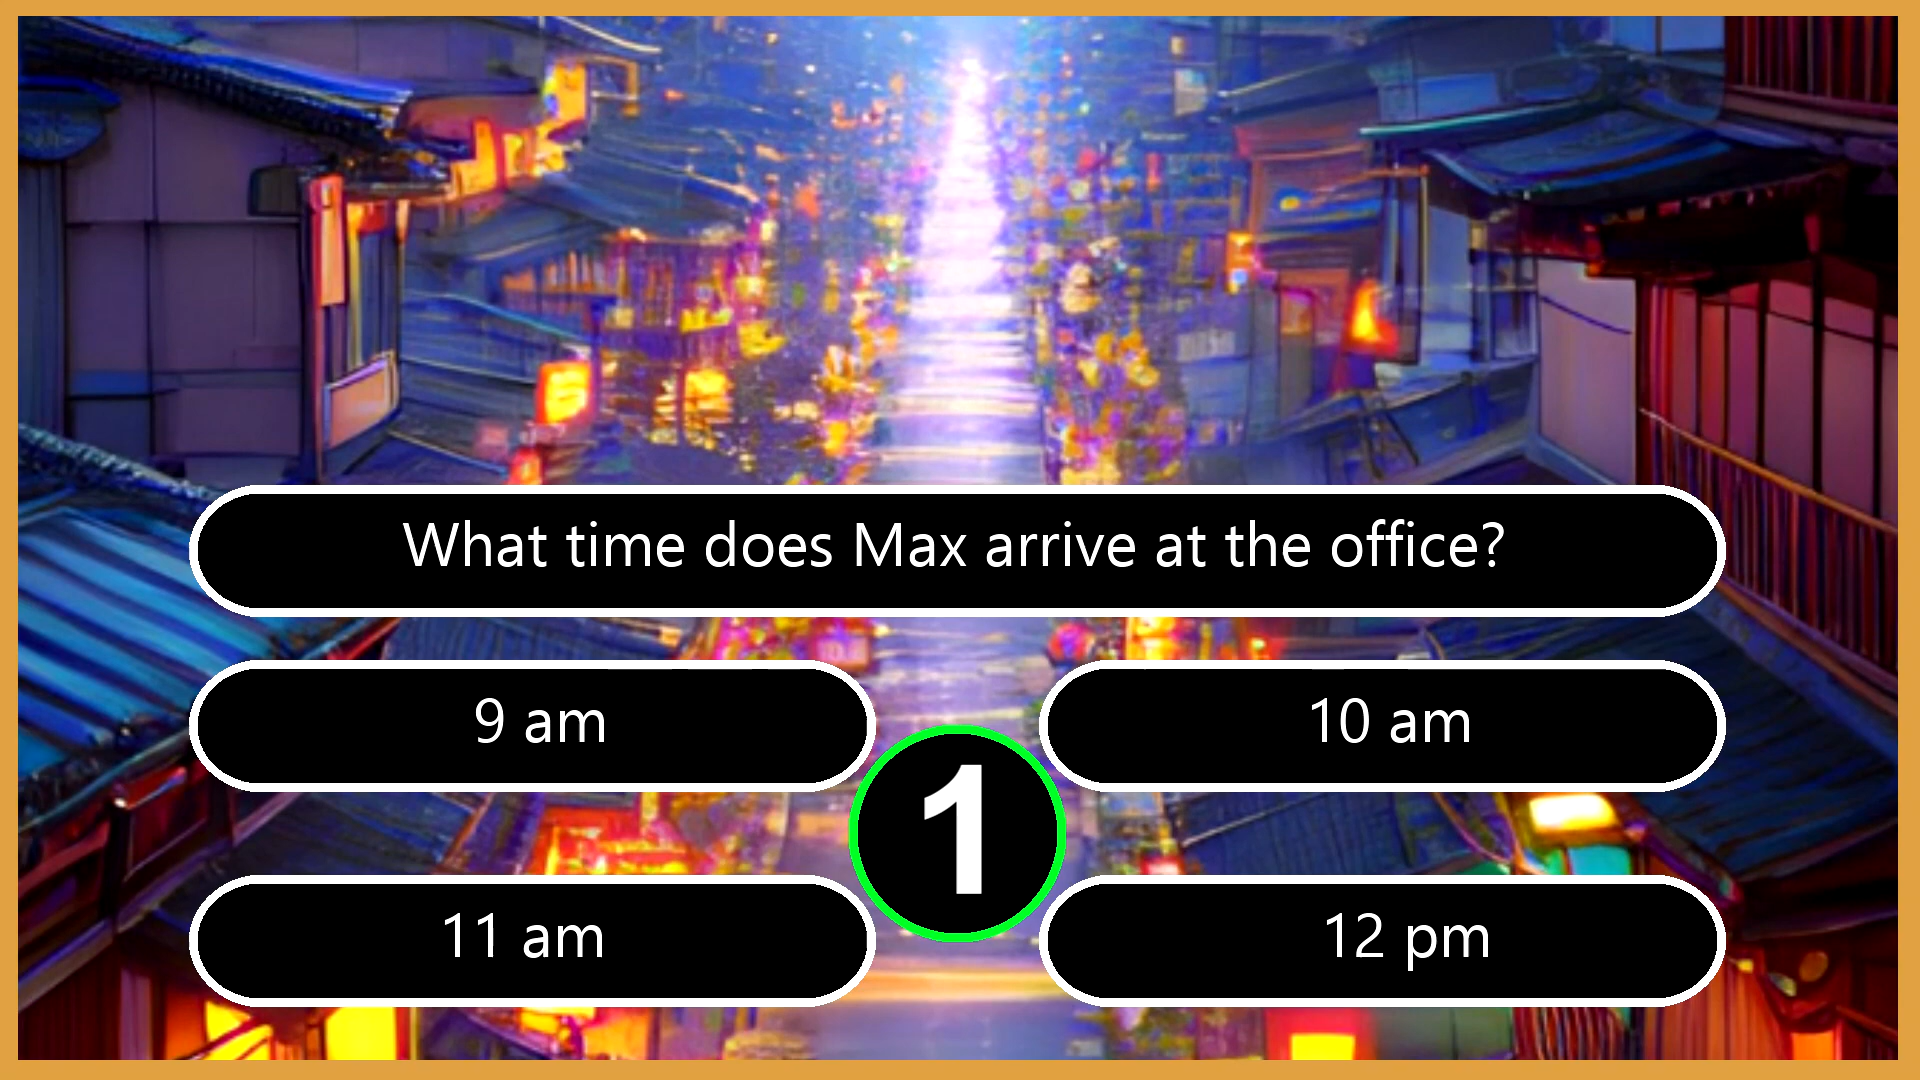 What time does Max arrive at the office?
9 am
10 am
1
11 am
12 pm